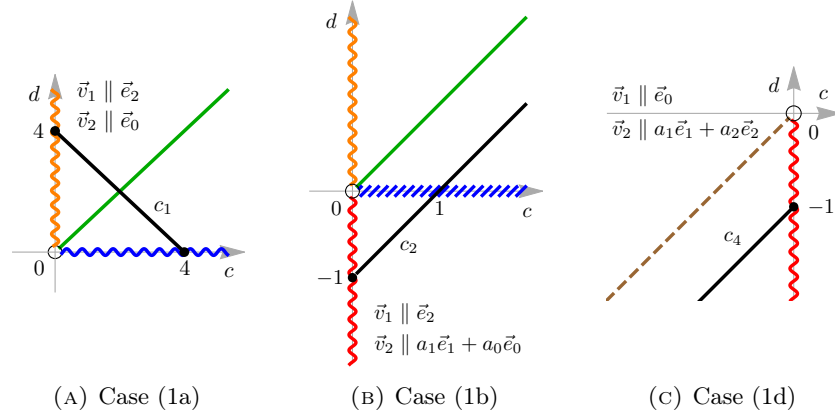 d
v⃗₁ ∥ e⃗₂
v⃗₂ ∥ e⃗₀
4
c₁
0
4
c
(A) Case (1a)
d
0
1
c
c₂
−1
v⃗₁ ∥ e⃗₂
v⃗₂ ∥ a₁e⃗₁ + a₀e⃗₀
(B) Case (1b)
d
c
v⃗₁ ∥ e⃗₀
v⃗₂ ∥ a₁e⃗₁ + a₂e⃗₂
0
−1
c₄
(C) Case (1d)